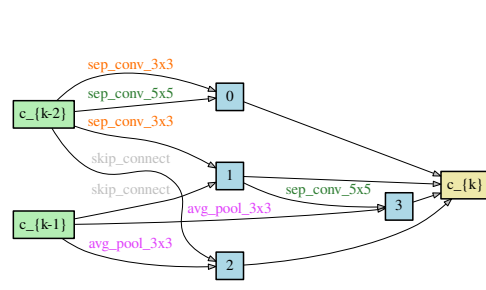 sep_conv_3x3
sep_conv_5x5
0
c_{k-2}
sep_conv_3x3
skip_connect
1
skip_connect
sep_conv_5x5
c_{k}
avg_pool_3x3
3
c_{k-1}
avg_pool_3x3
2